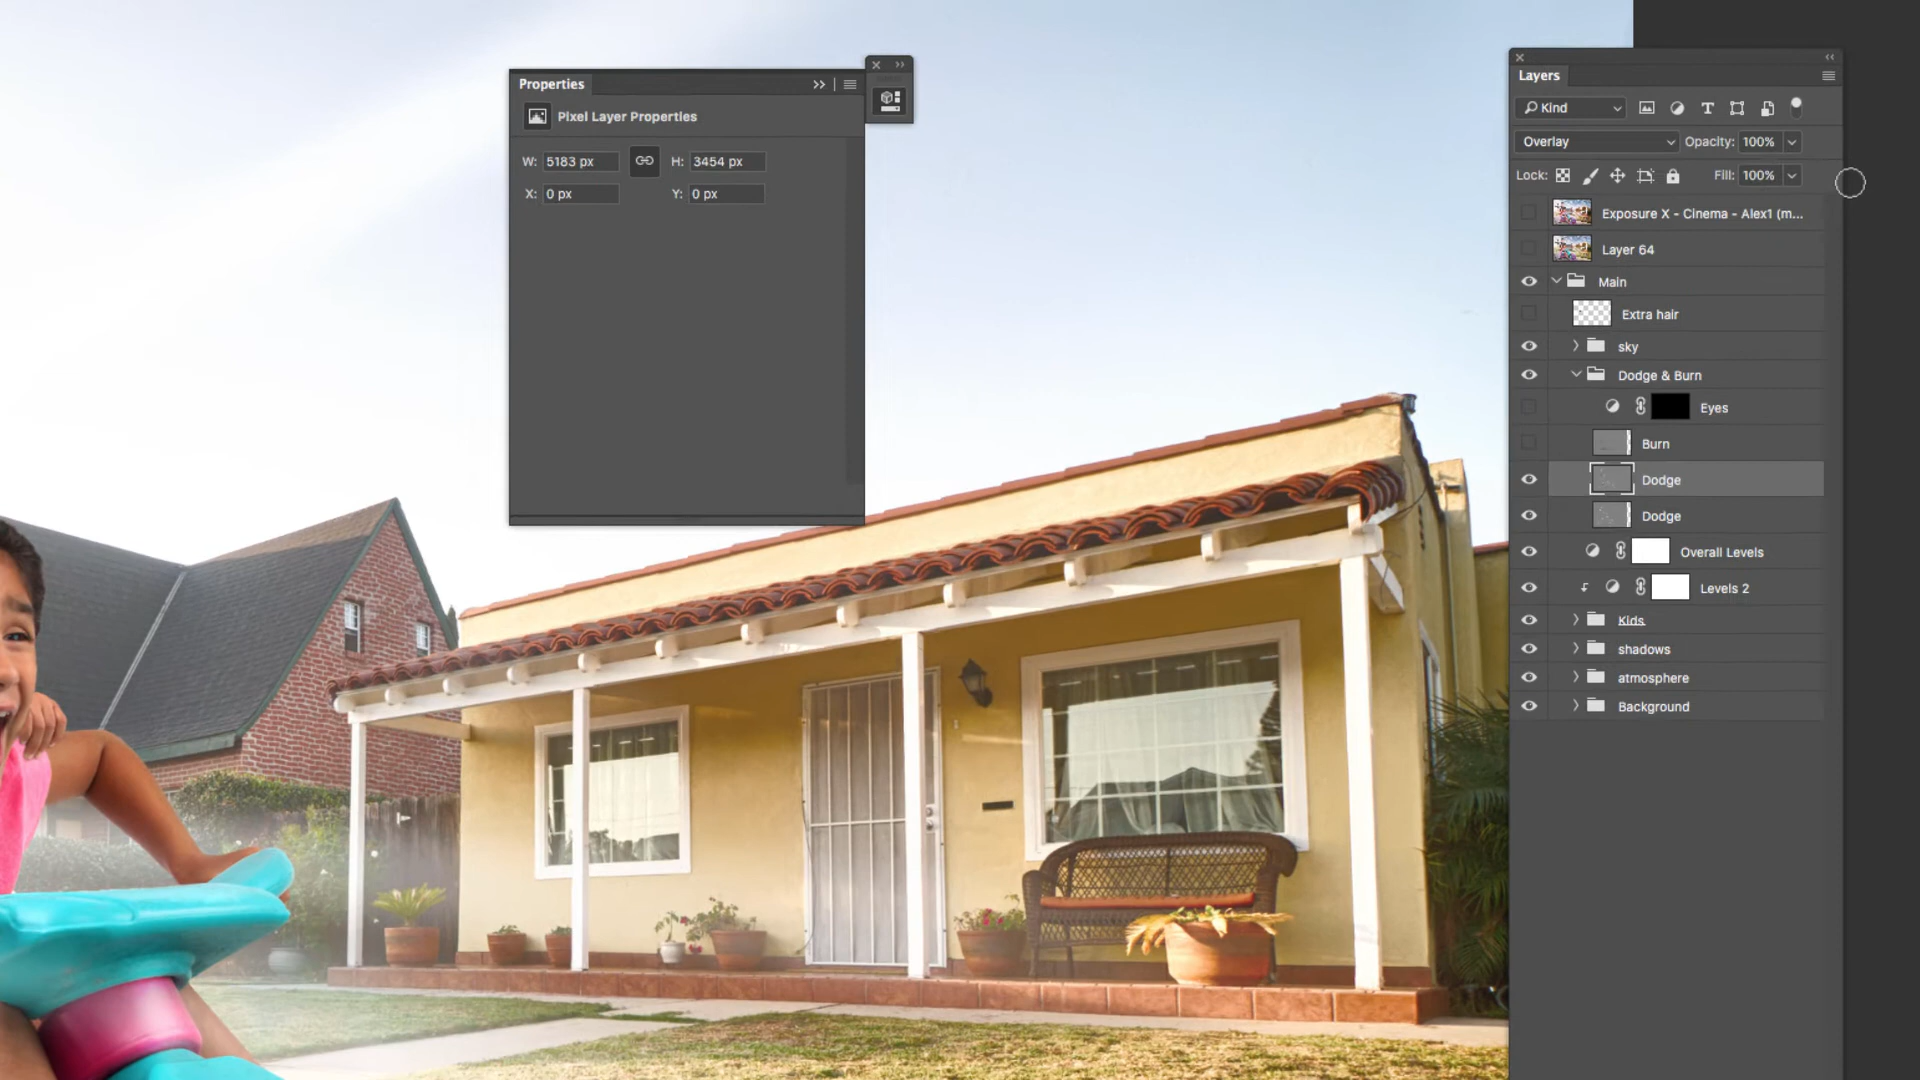 Properties
Pixel Layer Properties
W: 5183 px H: 3454 px
X: 0 px Y: 0 px
Layers
Kind
Overlay Opacity: 100%
Lock: Fill: 100%
Exposure X - Cinema - Alex1 (m...
Layer 64
Main
Extra hair
sky
Dodge & Burn
Eyes
Burn
Dodge
Dodge
Overall Levels
Levels 2
Kids
shadows
atmosphere
Background